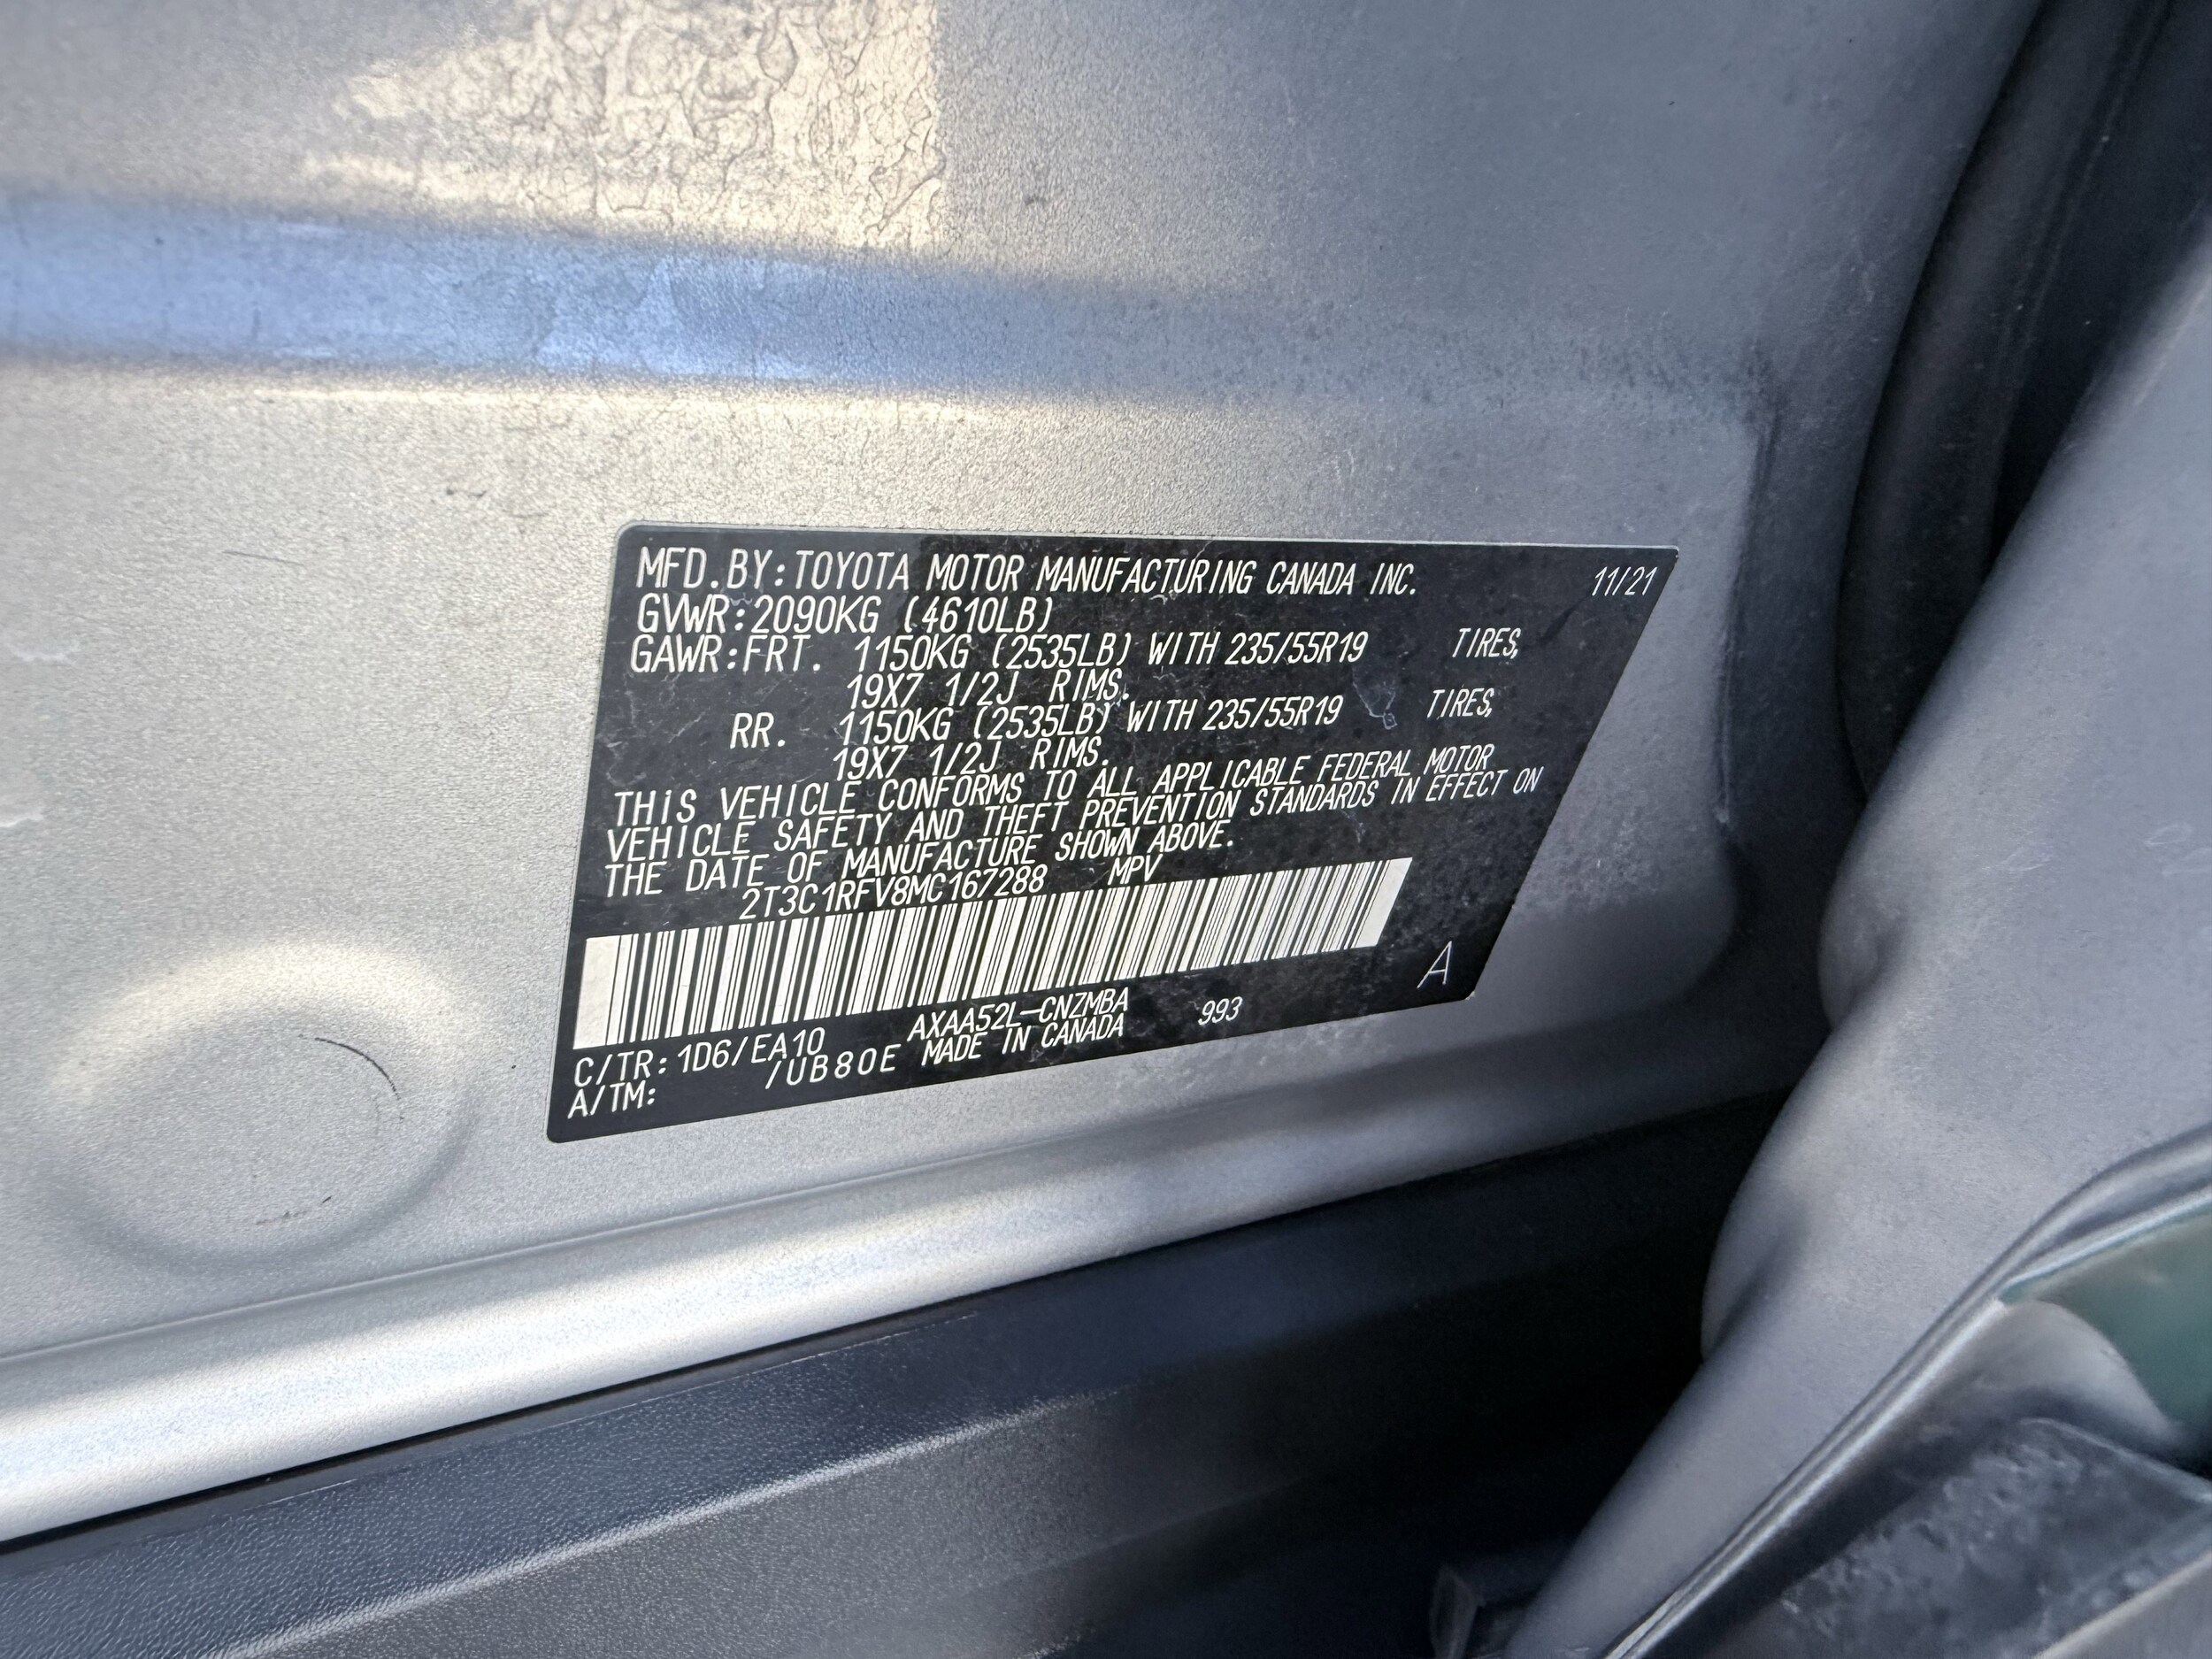 MFD.BY:TOYOTA MOTOR MANUFACTURING CANADA INC. 11/21
GVWR:2090KG (4610LB)
GAWR:FRT. 1150KG (2535LB) WITH 235/55R19 TIRES,
19X7 1/2J RIMS.
RR. 1150KG (2535LB) WITH 235/55R19 TIRES,
19X7 1/2J RIMS.
THIS VEHICLE CONFORMS TO ALL APPLICABLE FEDERAL MOTOR
VEHICLE SAFETY AND THEFT PREVENTION STANDARDS IN EFFECT ON
THE DATE OF MANUFACTURE SHOWN ABOVE.
2T3C1RFV8MC167288 MPV
A
C/TR:1D6/EA10 AXAA52L-CNZMBA 993
A/TM: /UB80E MADE IN CANADA